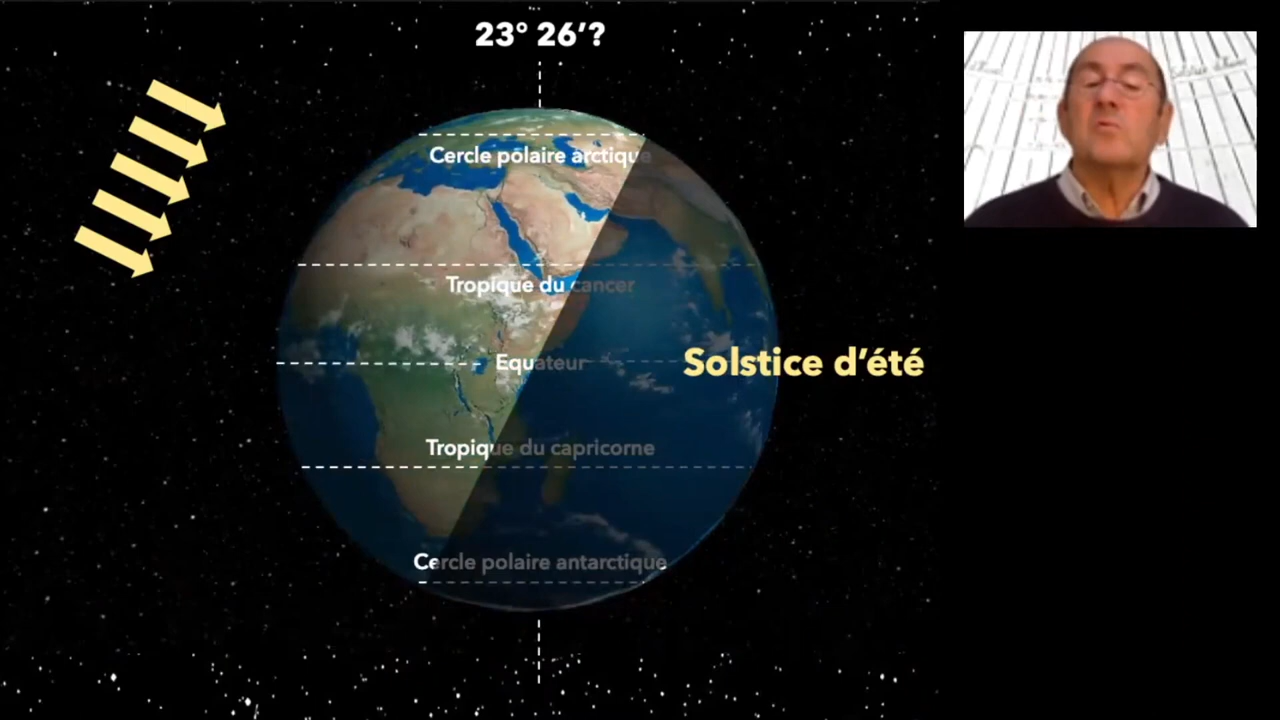 23° 26’?
Cercle polaire arctique
Tropique du cancer
Equateur
Solstice d’été
Tropique du capricorne
Cercle polaire antarctique